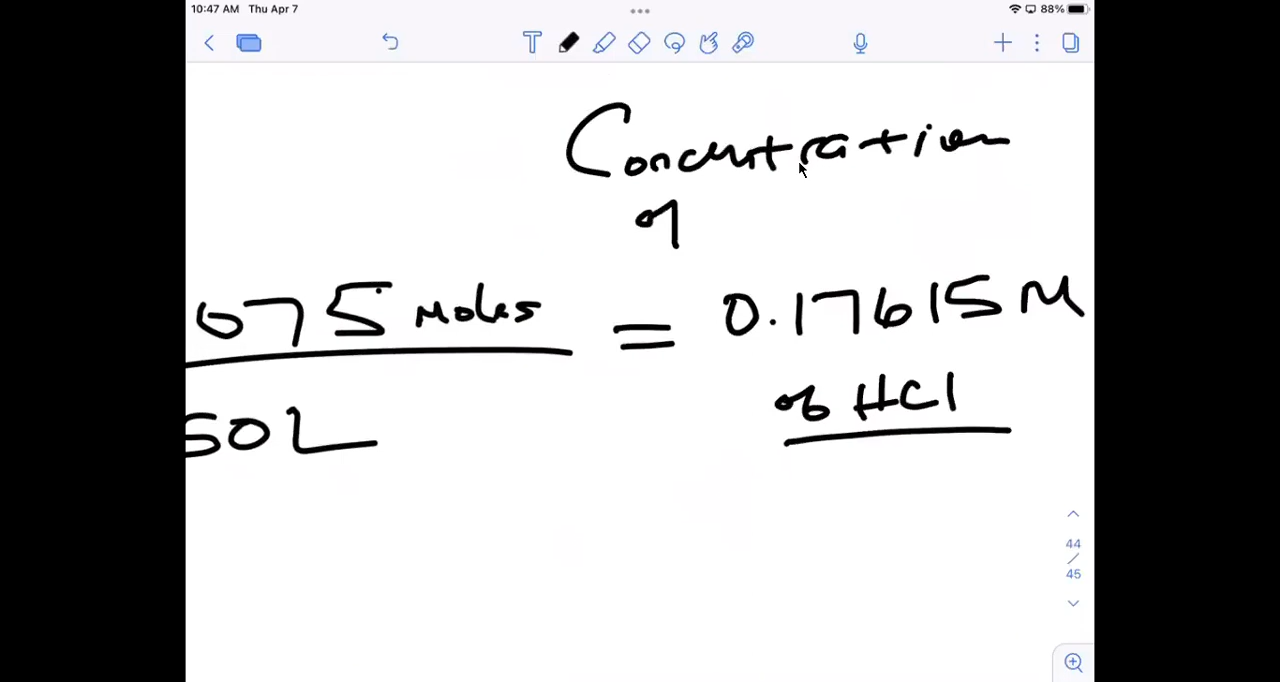 10:47 AM Thu Apr 7
88%
Concentration
of
075 Moles = 0.17615 M
50 L
of HCl
44
/
45